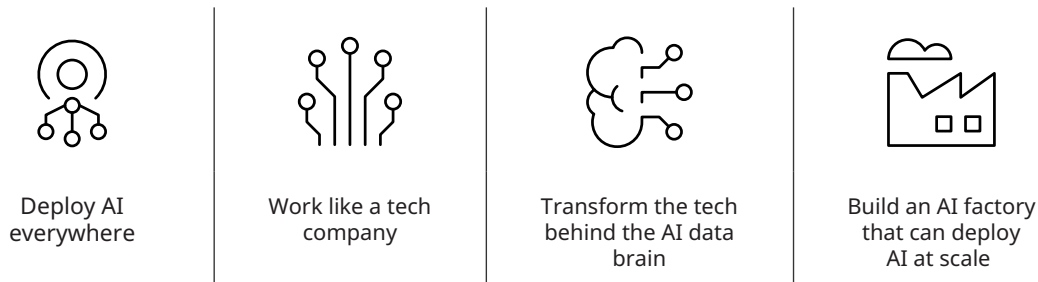 Deploy AI
everywhere
Work like a tech
company
Transform the tech
behind the AI data
brain
Build an AI factory
that can deploy
AI at scale